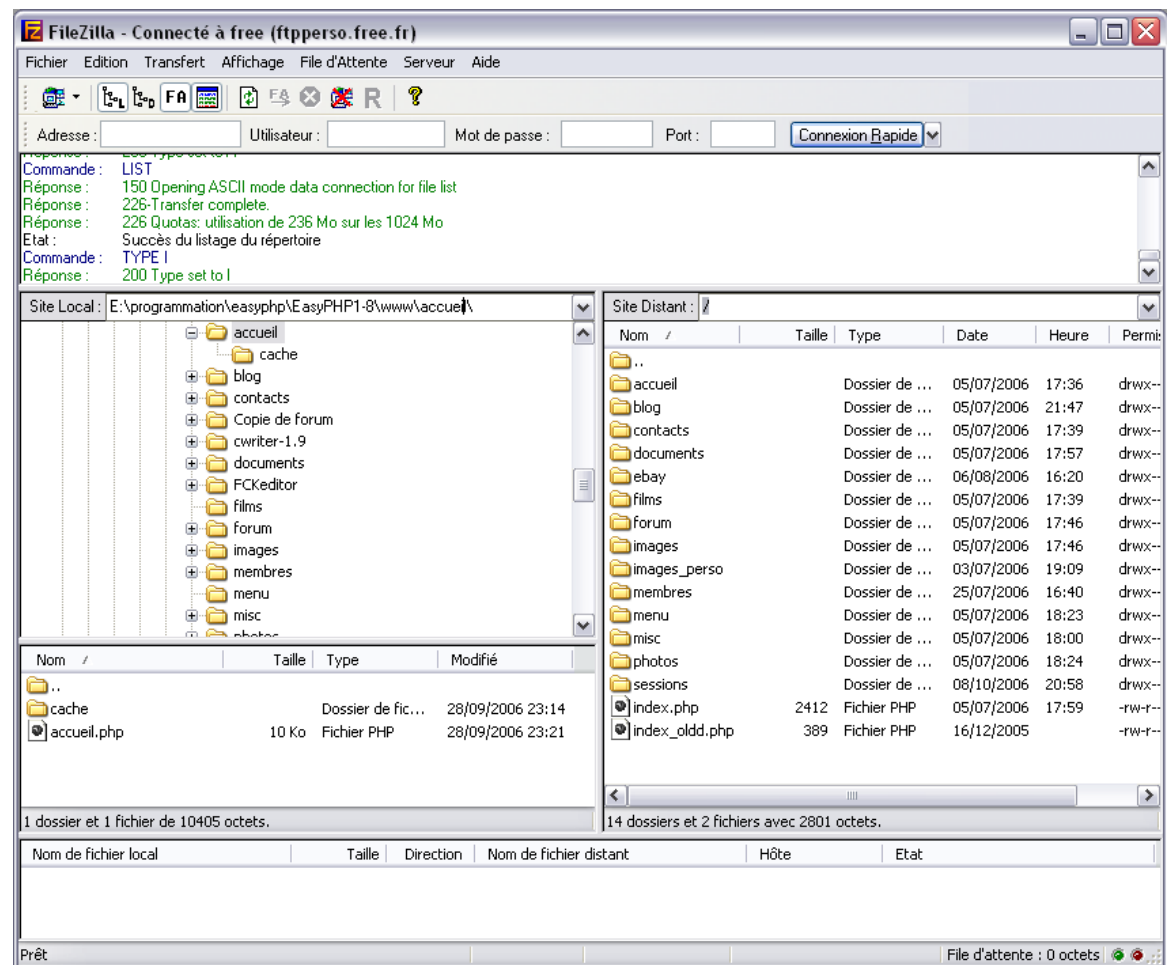 FileZilla - Connecté à free (ftpperso.free.fr)
Fichier Edition Transfert Affichage File d'Attente Serveur Aide
L D FA R ?
Adresse : Utilisateur : Mot de passe : Port : Connexion Rapide
Commande : LIST
Réponse : 150 Opening ASCII mode data connection for file list
Réponse : 226-Transfer complete.
Réponse : 226 Quotas: utilisation de 236 Mo sur les 1024 Mo
Etat : Succès du listage du répertoire
Commande : TYPE I
Réponse : 200 Type set to I
Site Local : E:\programmation\easyphp\EasyPHP1-8\www\accueil\
accueil
cache
blog
contacts
Copie de forum
cwriter-1.9
documents
FCKeditor
films
forum
images
membres
menu
misc
photos
Nom / Taille Type Modifié
..
cache Dossier de fic... 28/09/2006 23:14
accueil.php 10 Ko Fichier PHP 28/09/2006 23:21
1 dossier et 1 fichier de 10405 octets.
Site Distant : /
Nom / Taille Type Date Heure Permi
..
accueil Dossier de ... 05/07/2006 17:36 drwx--
blog Dossier de ... 05/07/2006 21:47 drwx--
contacts Dossier de ... 05/07/2006 17:39 drwx--
documents Dossier de ... 05/07/2006 17:57 drwx--
ebay Dossier de ... 06/08/2006 16:20 drwx--
films Dossier de ... 05/07/2006 17:39 drwx--
forum Dossier de ... 05/07/2006 17:46 drwx--
images Dossier de ... 05/07/2006 17:46 drwx--
images_perso Dossier de ... 03/07/2006 19:09 drwx--
membres Dossier de ... 25/07/2006 16:40 drwx--
menu Dossier de ... 05/07/2006 18:23 drwx--
misc Dossier de ... 05/07/2006 18:00 drwx--
photos Dossier de ... 05/07/2006 18:24 drwx--
sessions Dossier de ... 08/10/2006 20:58 drwx--
index.php 2412 Fichier PHP 05/07/2006 17:59 -rw-r--
index_oldd.php 389 Fichier PHP 16/12/2005 -rw-r--
14 dossiers et 2 fichiers avec 2801 octets.
Nom de fichier local Taille Direction Nom de fichier distant Hôte Etat
Prêt File d'attente : 0 octets